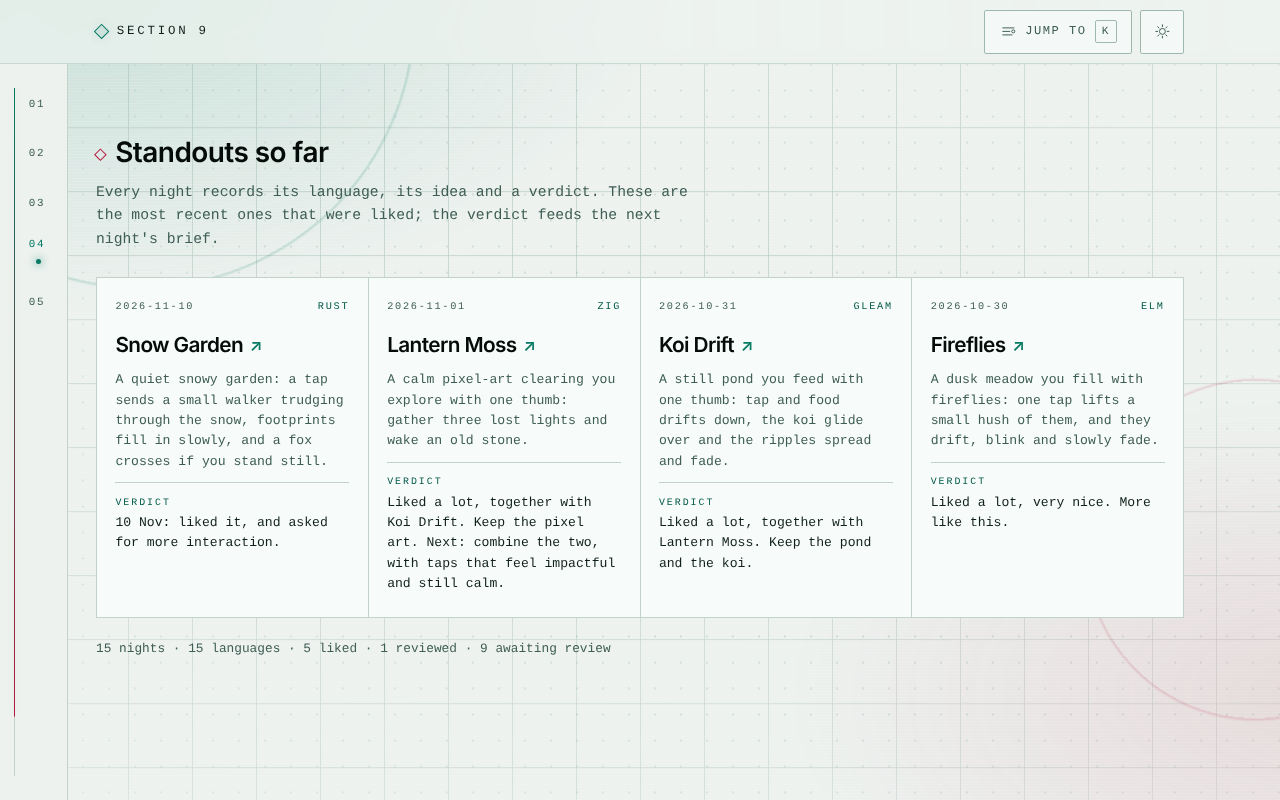 SECTION 9
JUMP TO K
01
02
03
04
05
Standouts so far
Every night records its language, its idea and a verdict. These are
the most recent ones that were liked; the verdict feeds the next
night's brief.
2026-11-10 RUST
Snow Garden
A quiet snowy garden: a tap
sends a small walker trudging
through the snow, footprints
fill in slowly, and a fox
crosses if you stand still.
VERDICT
10 Nov: liked it, and asked
for more interaction.
2026-11-01 ZIG
Lantern Moss
A calm pixel-art clearing you
explore with one thumb:
gather three lost lights and
wake an old stone.
VERDICT
Liked a lot, together with
Koi Drift. Keep the pixel
art. Next: combine the two,
with taps that feel impactful
and still calm.
2026-10-31 GLEAM
Koi Drift
A still pond you feed with
one thumb: tap and food
drifts down, the koi glide
over and the ripples spread
and fade.
VERDICT
Liked a lot, together with
Lantern Moss. Keep the pond
and the koi.
2026-10-30 ELM
Fireflies
A dusk meadow you fill with
fireflies: one tap lifts a
small hush of them, and they
drift, blink and slowly fade.
VERDICT
Liked a lot, very nice. More
like this.
15 nights · 15 languages · 5 liked · 1 reviewed · 9 awaiting review